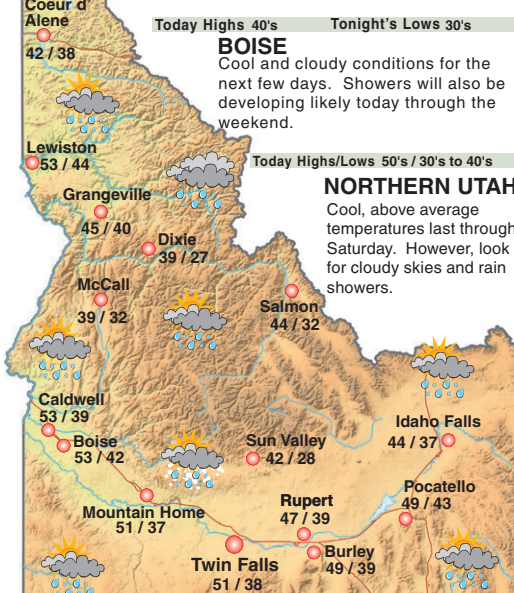 Coeur d'
Alene
42 / 38
Today Highs 40's Tonight's Lows 30's
BOISE
Cool and cloudy conditions for the
next few days. Showers will also be
developing likely today through the
weekend.
Lewiston
53 / 44
Today Highs/Lows 50's / 30's to 40's
NORTHERN UTAH
Cool, above average
temperatures last through
Saturday. However, look
for cloudy skies and rain
showers.
Grangeville
45 / 40
Dixie
39 / 27
McCall
39 / 32
Salmon
44 / 32
Caldwell
53 / 39
Boise
53 / 42
Sun Valley
42 / 28
Idaho Falls
44 / 37
Mountain Home
51 / 37
Rupert
47 / 39
Pocatello
49 / 43
Twin Falls
51 / 38
Burley
49 / 39